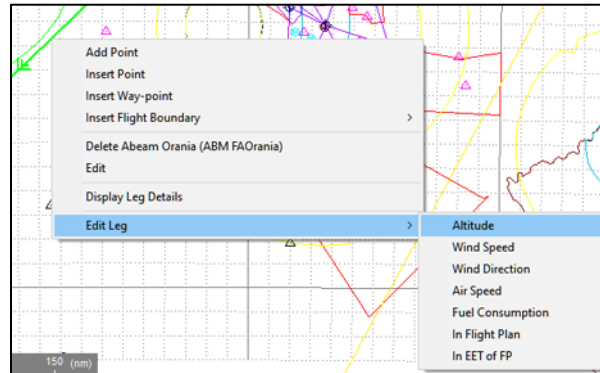 Add Point
Insert Point
Insert Way-point
Insert Flight Boundary
Delete Abeam Orania (ABM FAOrania)
Edit
Display Leg Details
Edit Leg
Altitude
Wind Speed
Wind Direction
Air Speed
Fuel Consumption
In Flight Plan
In EET of FP
150 (nm)